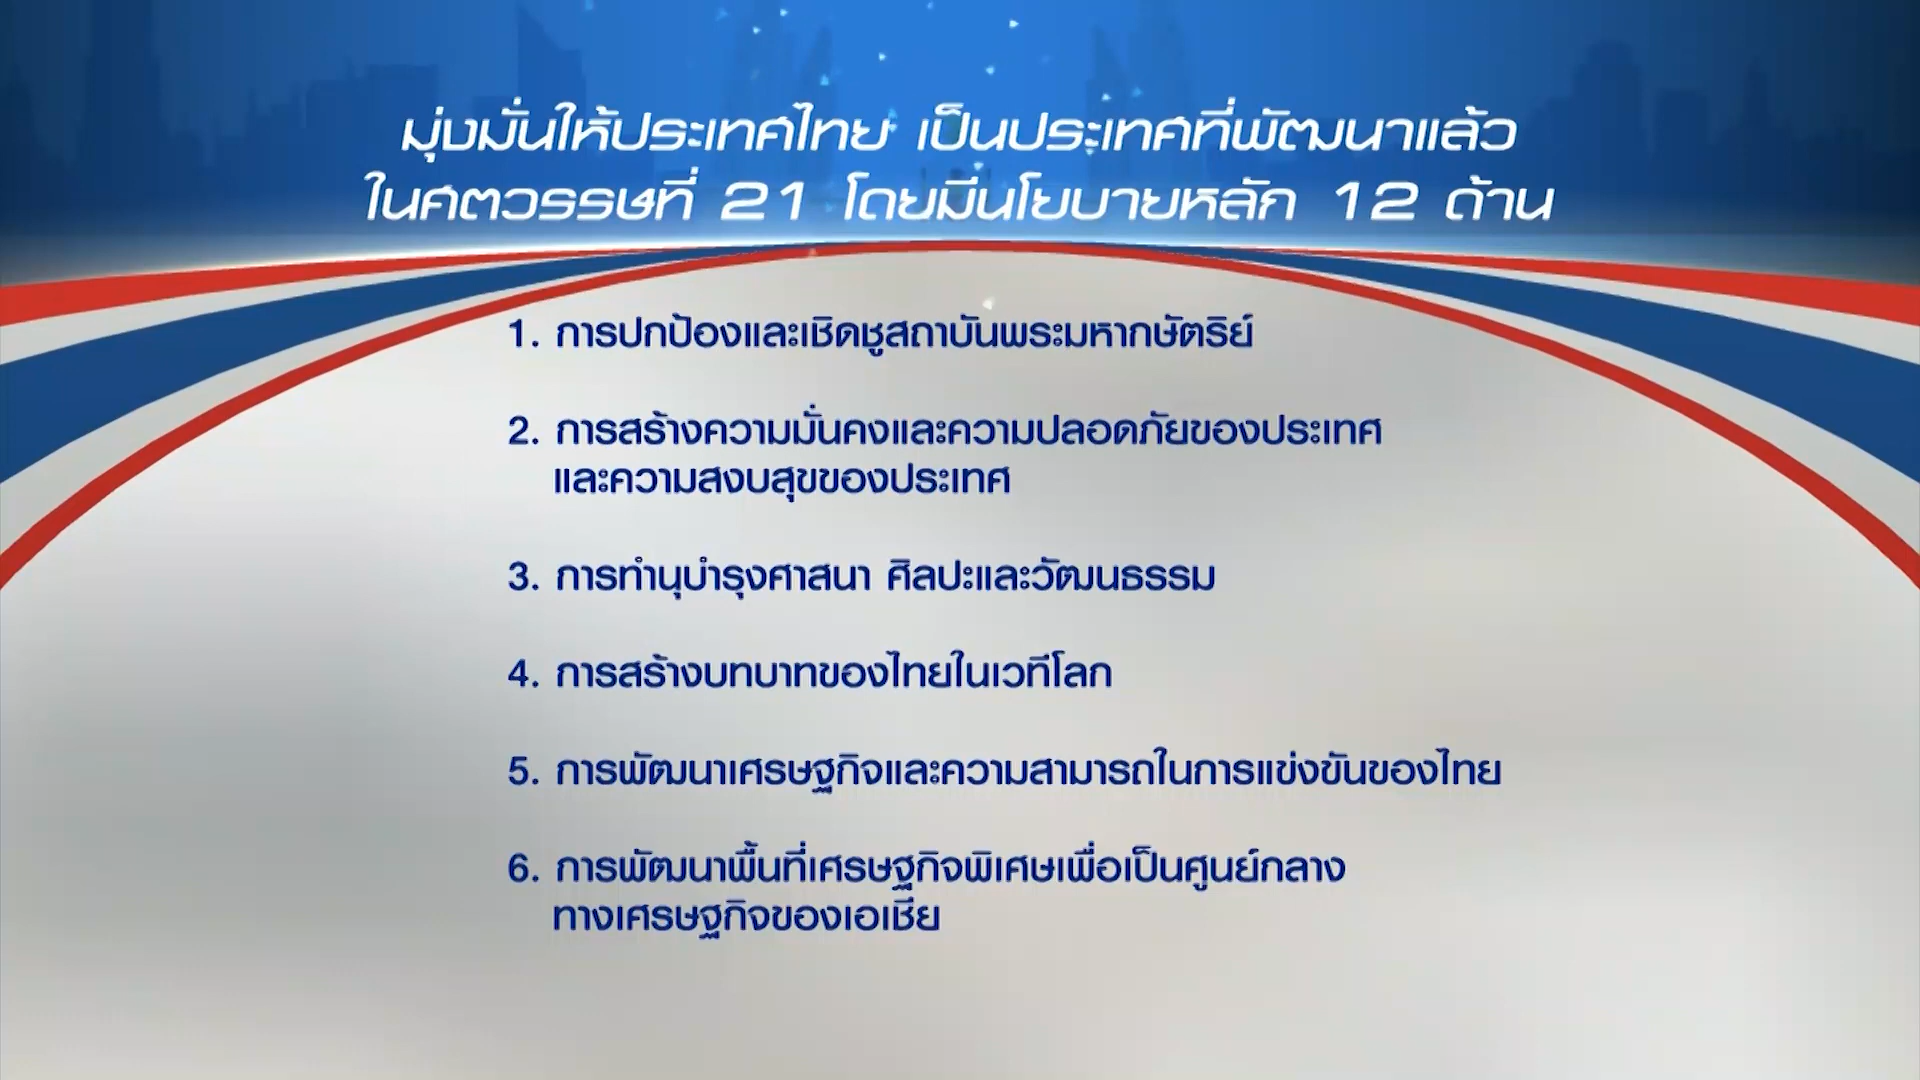 มุ่งมั่นให้ประเทศไทย เป็นประเทศที่พัฒนาแล้ว
ในศตวรรษที่ 21 โดยมีนโยบายหลัก 12 ด้าน
1. การปกป้องและเชิดชูสถาบันพระมหากษัตริย์
2. การสร้างความมั่นคงและความปลอดภัยของประเทศ
และความสงบสุขของประเทศ
3. การทำนุบำรุงศาสนา ศิลปะและวัฒนธรรม
4. การสร้างบทบาทของไทยในเวทีโลก
5. การพัฒนาเศรษฐกิจและความสามารถในการแข่งขันของไทย
6. การพัฒนาพื้นที่เศรษฐกิจพิเศษเพื่อเป็นศูนย์กลาง
ทางเศรษฐกิจของเอเชีย